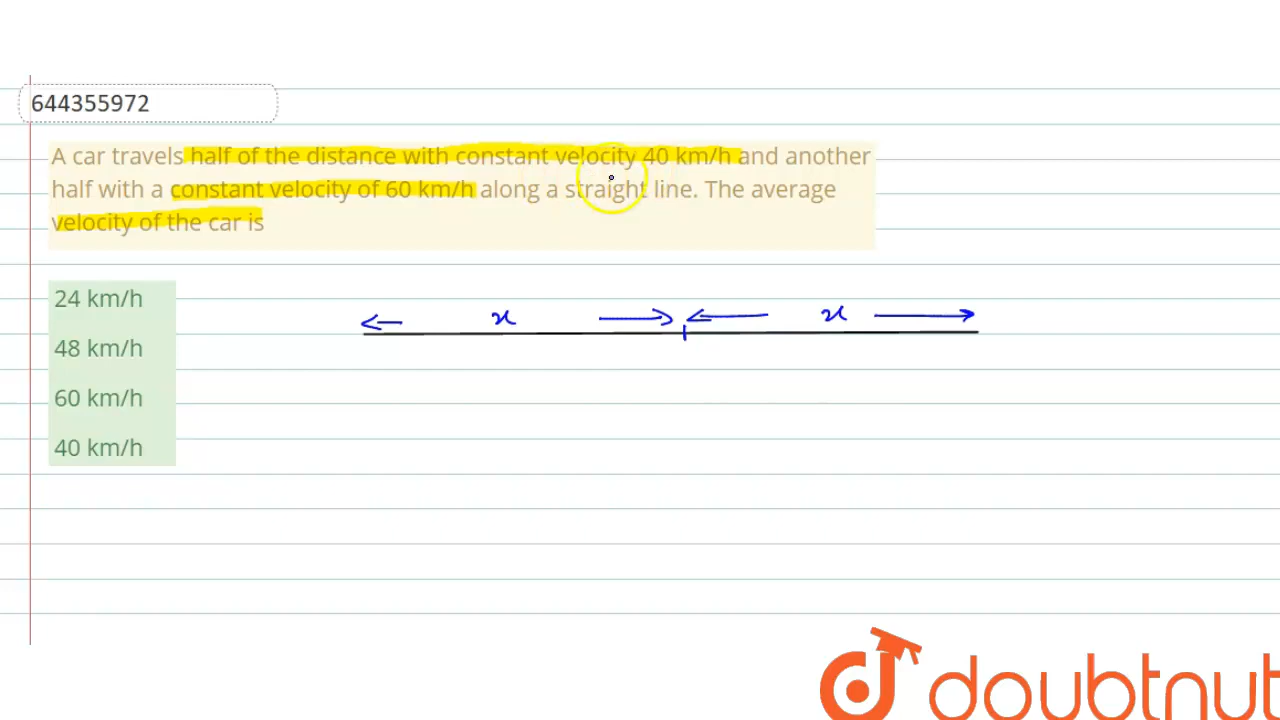 644355972
A car travels half of the distance with constant velocity 40 km/h and another
half with a constant velocity of 60 km/h along a straight line. The average
velocity of the car is
24 km/h
48 km/h
60 km/h
40 km/h
x x
doubtnut